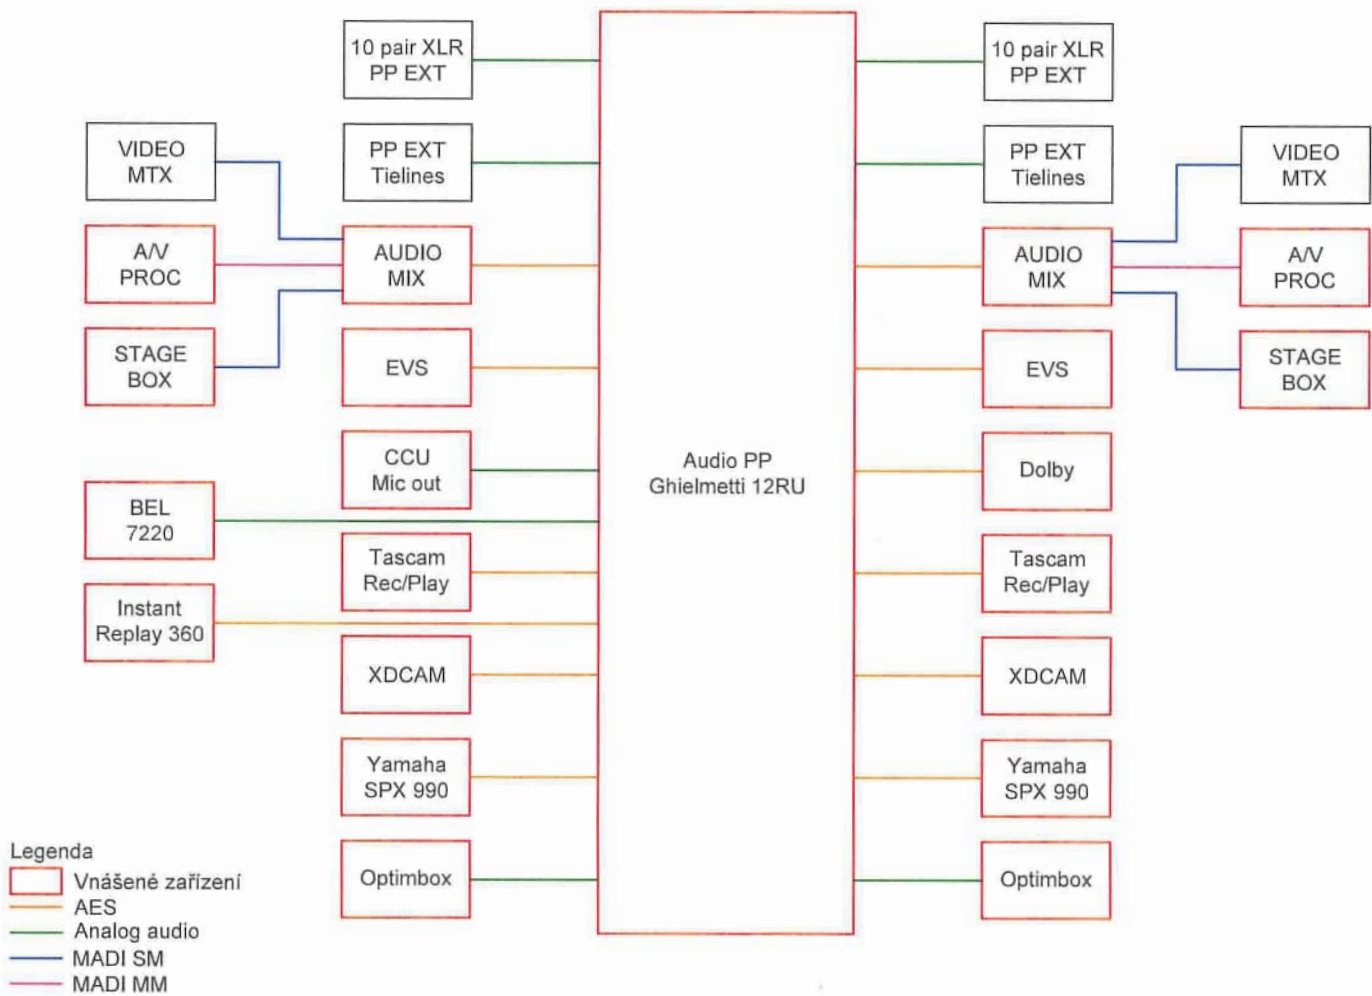 10 pair XLR
PP EXT
10 pair XLR
PP EXT
VIDEO
MTX
PP EXT
Tielines
PP EXT
Tielines
VIDEO
MTX
A/V
PROC
AUDIO
MIX
AUDIO
MIX
A/V
PROC
STAGE
BOX
EVS
EVS
STAGE
BOX
CCU
Mic out
Audio PP
Ghielmetti 12RU
Dolby
BEL
7220
Tascam
Rec/Play
Tascam
Rec/Play
Instant
Replay 360
XDCAM
XDCAM
Yamaha
SPX 990
Yamaha
SPX 990
Optimbox
Optimbox
Legenda
Vnášené zařízení
AES
Analog audio
MADI SM
MADI MM